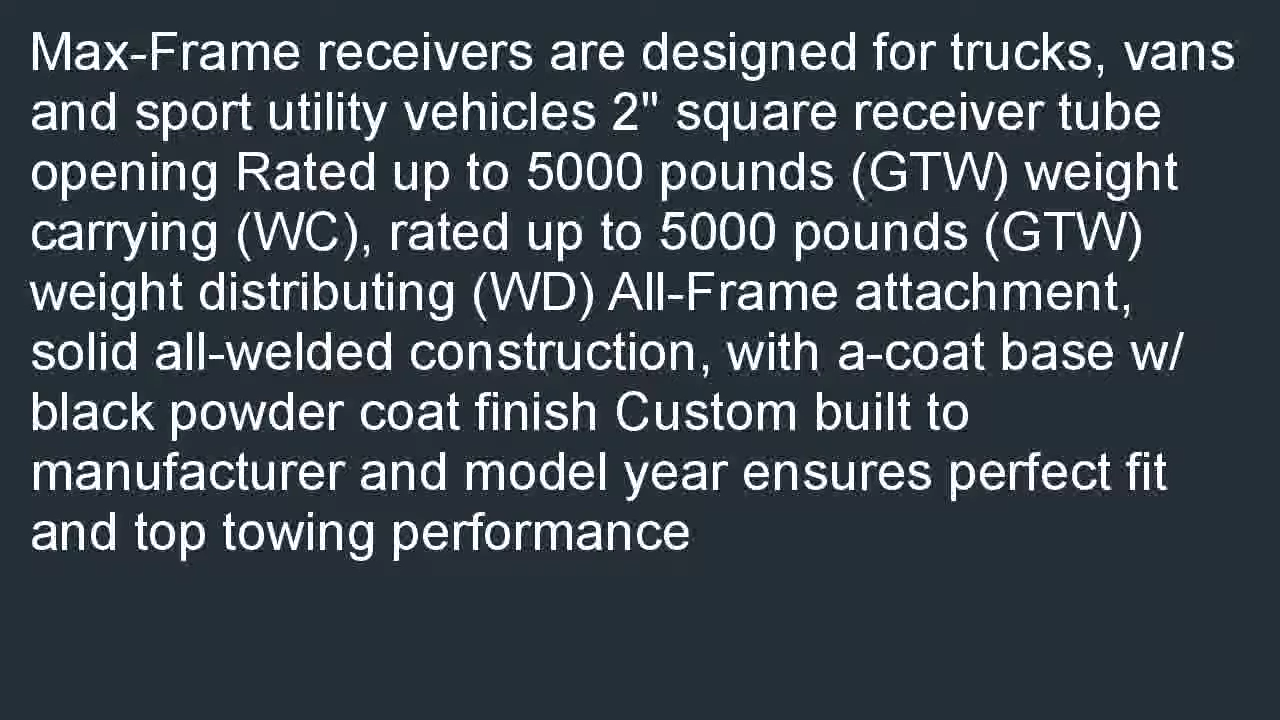 Max-Frame receivers are designed for trucks, vans
and sport utility vehicles 2" square receiver tube
opening Rated up to 5000 pounds (GTW) weight
carrying (WC), rated up to 5000 pounds (GTW)
weight distributing (WD) All-Frame attachment,
solid all-welded construction, with a-coat base w/
black powder coat finish Custom built to
manufacturer and model year ensures perfect fit
and top towing performance